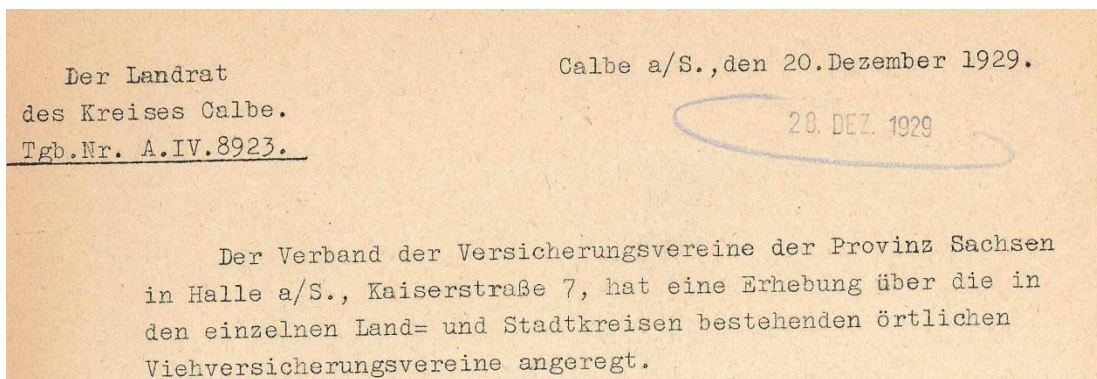 Der Landrat
des Kreises Calbe.
Tgb.Nr. A.IV.8923.
Calbe a/S.,den 20.Dezember 1929.
28. DEZ. 1929
Der Verband der Versicherungsvereine der Provinz Sachsen
in Halle a/S., Kaiserstraße 7, hat eine Erhebung über die in
den einzelnen Land= und Stadtkreisen bestehenden örtlichen
Viehversicherungsvereine angeregt.